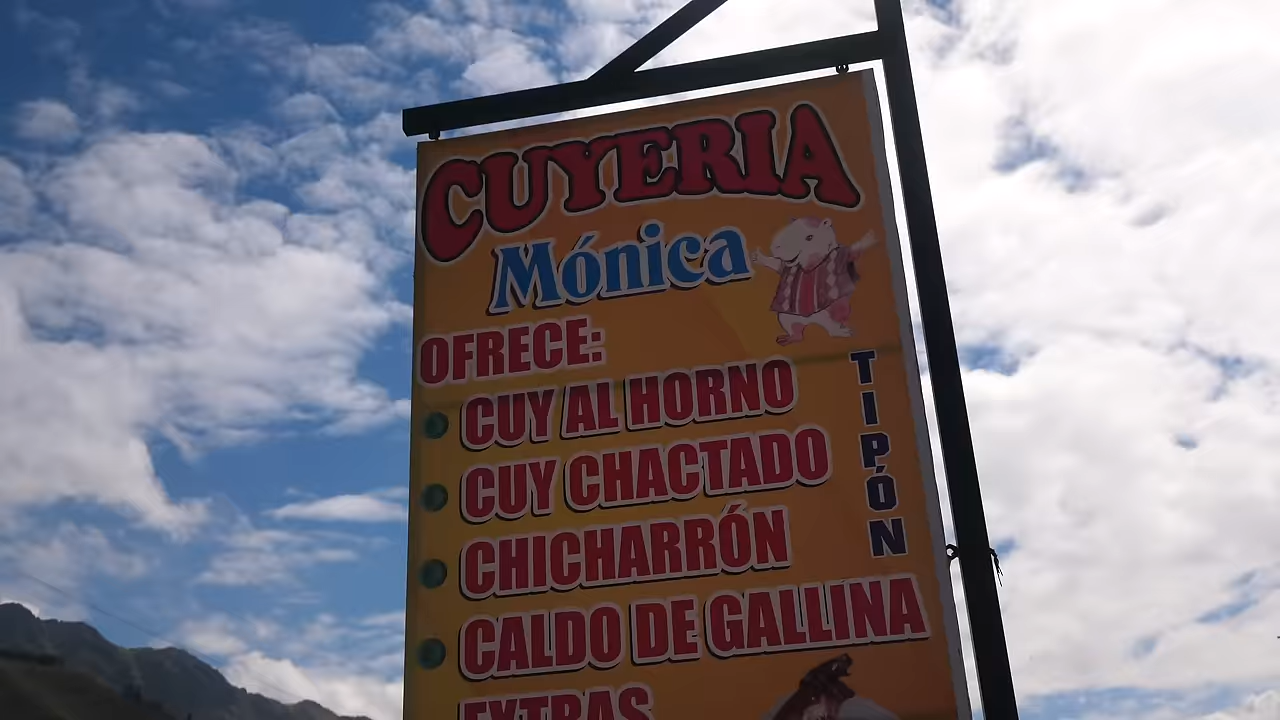 CUYERIA
Mónica
OFRECE:
CUY AL HORNO
CUY CHACTADO
CHICHARRÓN
CALDO DE GALLINA
EXTRAS
TIPÓN